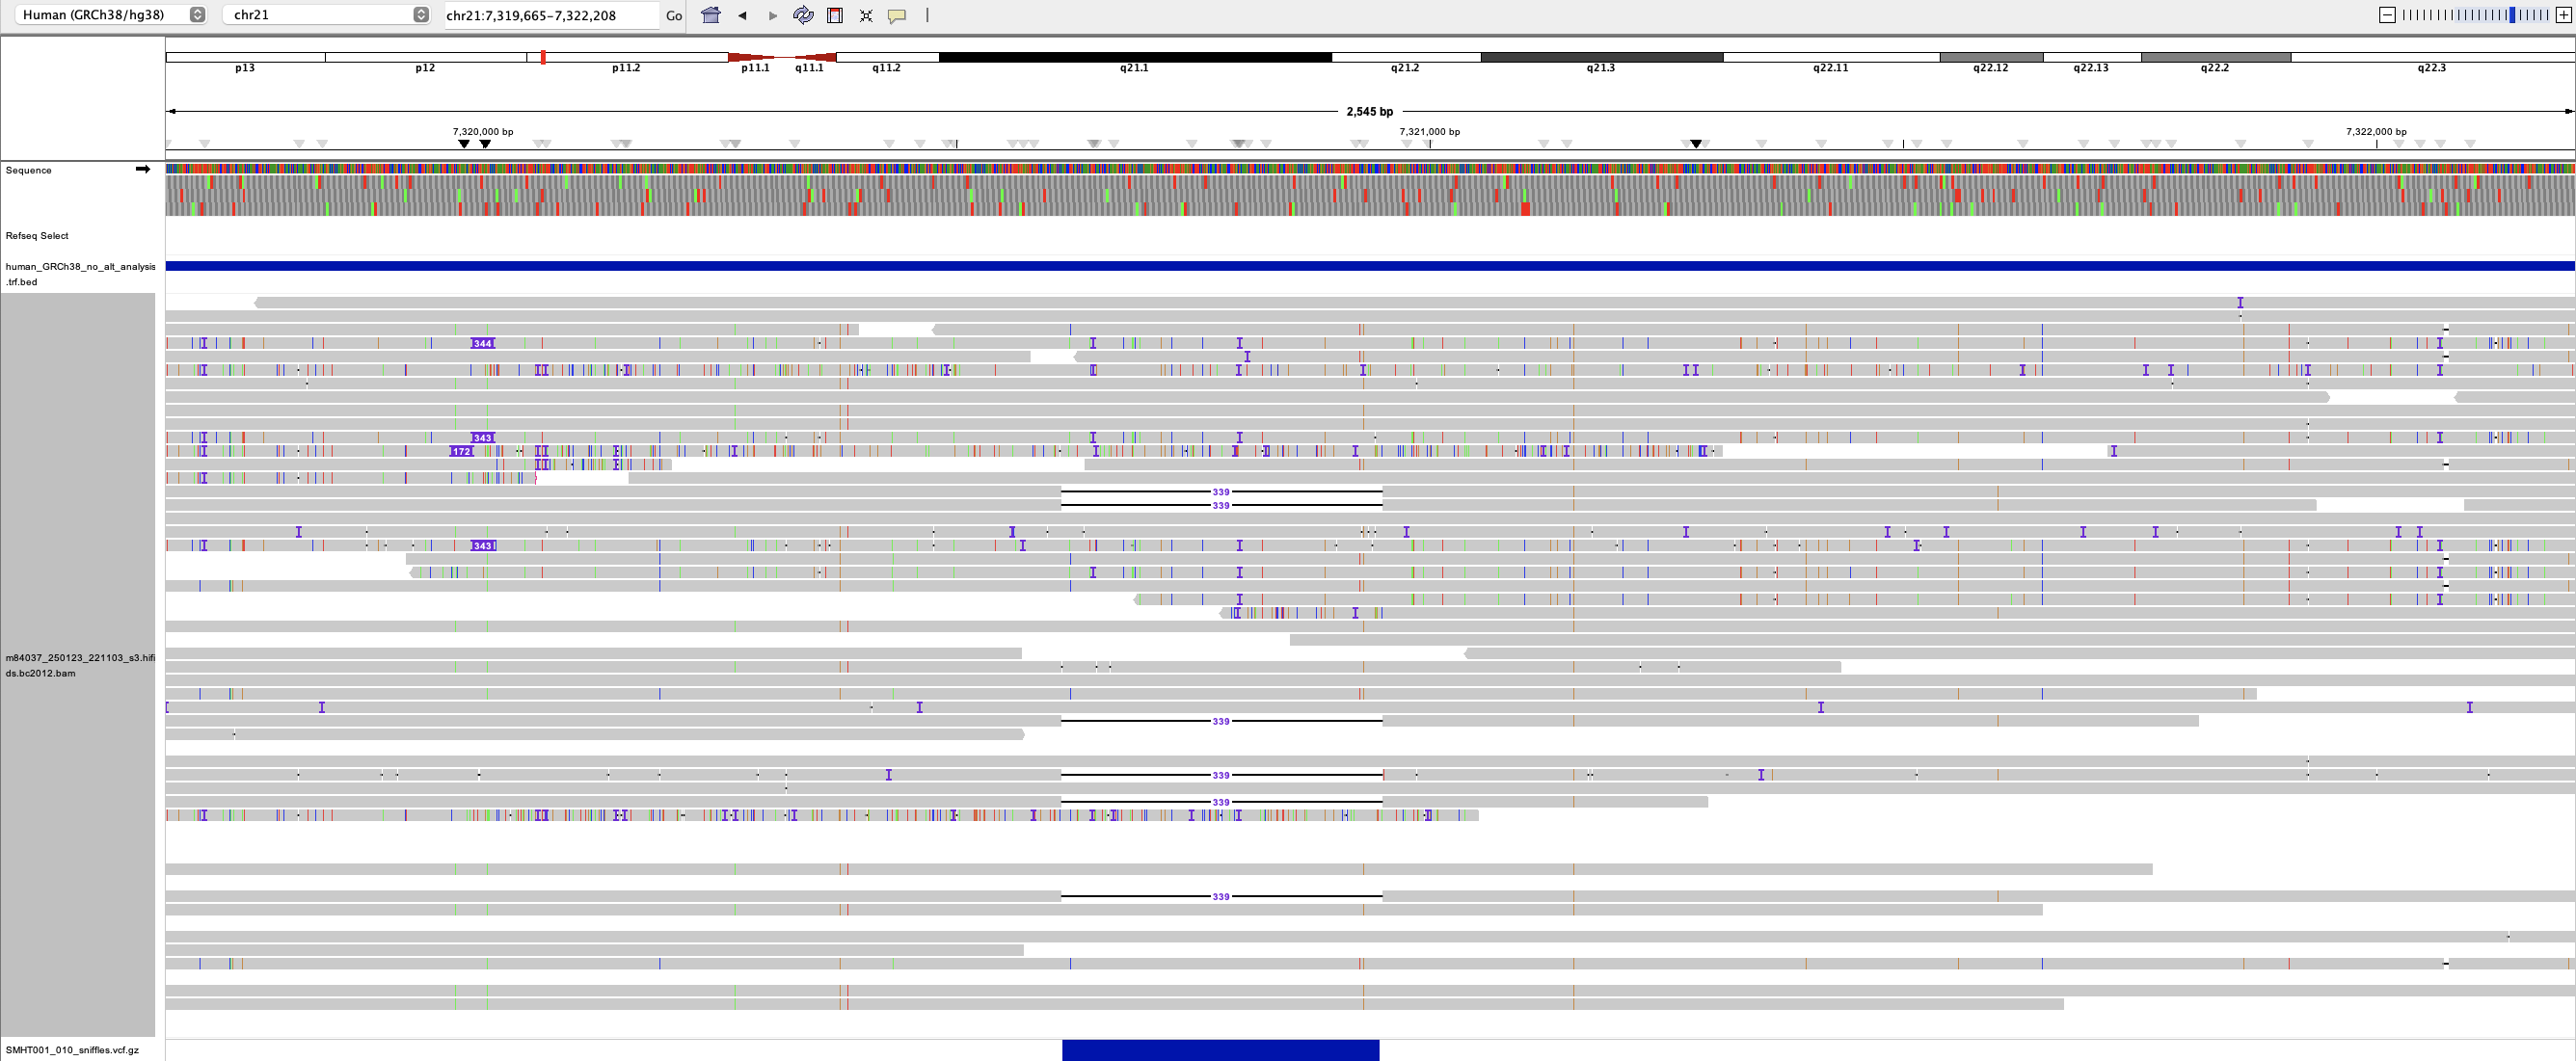 Human (GRCh38/hg38) chr21 chr21:7,319,665-7,322,208 Go
p13 p12 p11.2 p11.1 q11.1 q11.2 q21.1 q21.2 q21.3 q22.11 q22.12 q22.13 q22.2 q22.3
2,545 bp
7,320,000 bp 7,321,000 bp 7,322,000 bp
Sequence
Refseq Select
human_GRCh38_no_alt_analysis
.trf.bed
344
343
172
339
339
343
m84037_250123_221103_s3.hifi
ds.bc2012.bam
339
339
339
339
SMHT001_010_sniffles.vcf.gz